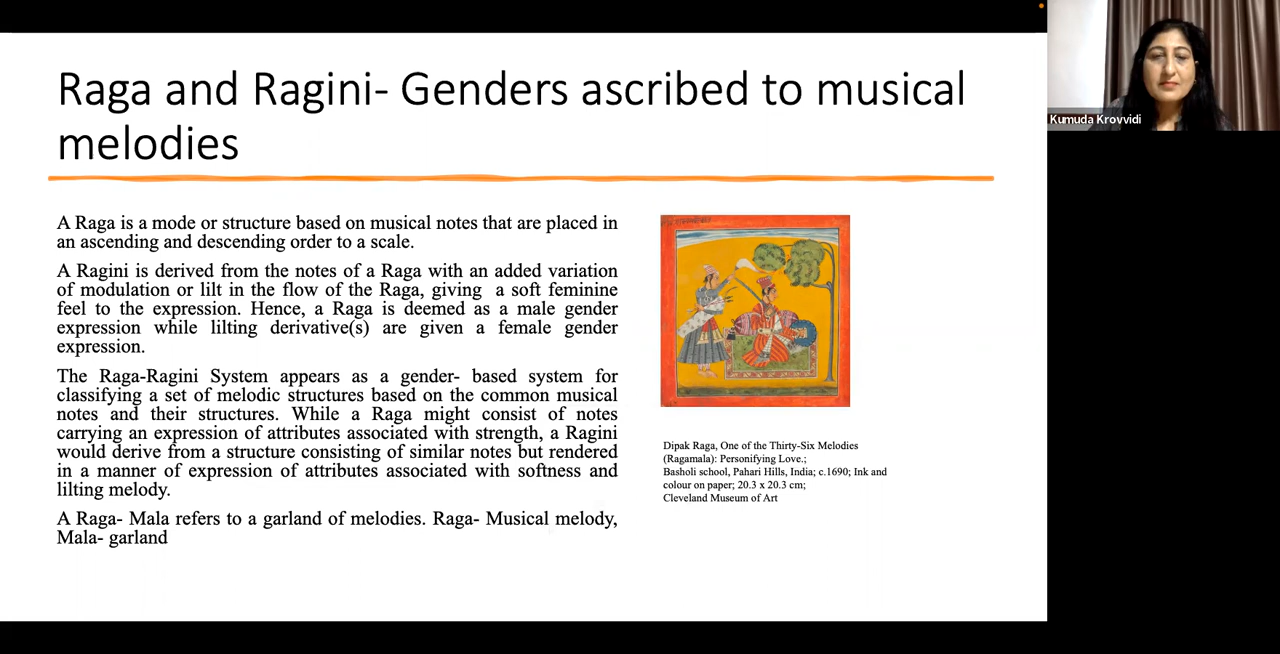 Raga and Ragini- Genders ascribed to musical
melodies
A Raga is a mode or structure based on musical notes that are placed in
an ascending and descending order to a scale.
A Ragini is derived from the notes of a Raga with an added variation
of modulation or lilt in the flow of the Raga, giving a soft feminine
feel to the expression. Hence, a Raga is deemed as a male gender
expression while lilting derivative(s) are given a female gender
expression.
The Raga-Ragini System appears as a gender- based system for
classifying a set of melodic structures based on the common musical
notes and their structures. While a Raga might consist of notes
carrying an expression of attributes associated with strength, a Ragini
would derive from a structure consisting of similar notes but rendered
in a manner of expression of attributes associated with softness and
lilting melody.
A Raga- Mala refers to a garland of melodies. Raga- Musical melody,
Mala- garland
Dipak Raga, One of the Thirty-Six Melodies
(Ragamala): Personifying Love.;
Basholi school, Pahari Hills, India; c.1690; Ink and
colour on paper; 20.3 x 20.3 cm;
Cleveland Museum of Art
Kumuda Krovvidi